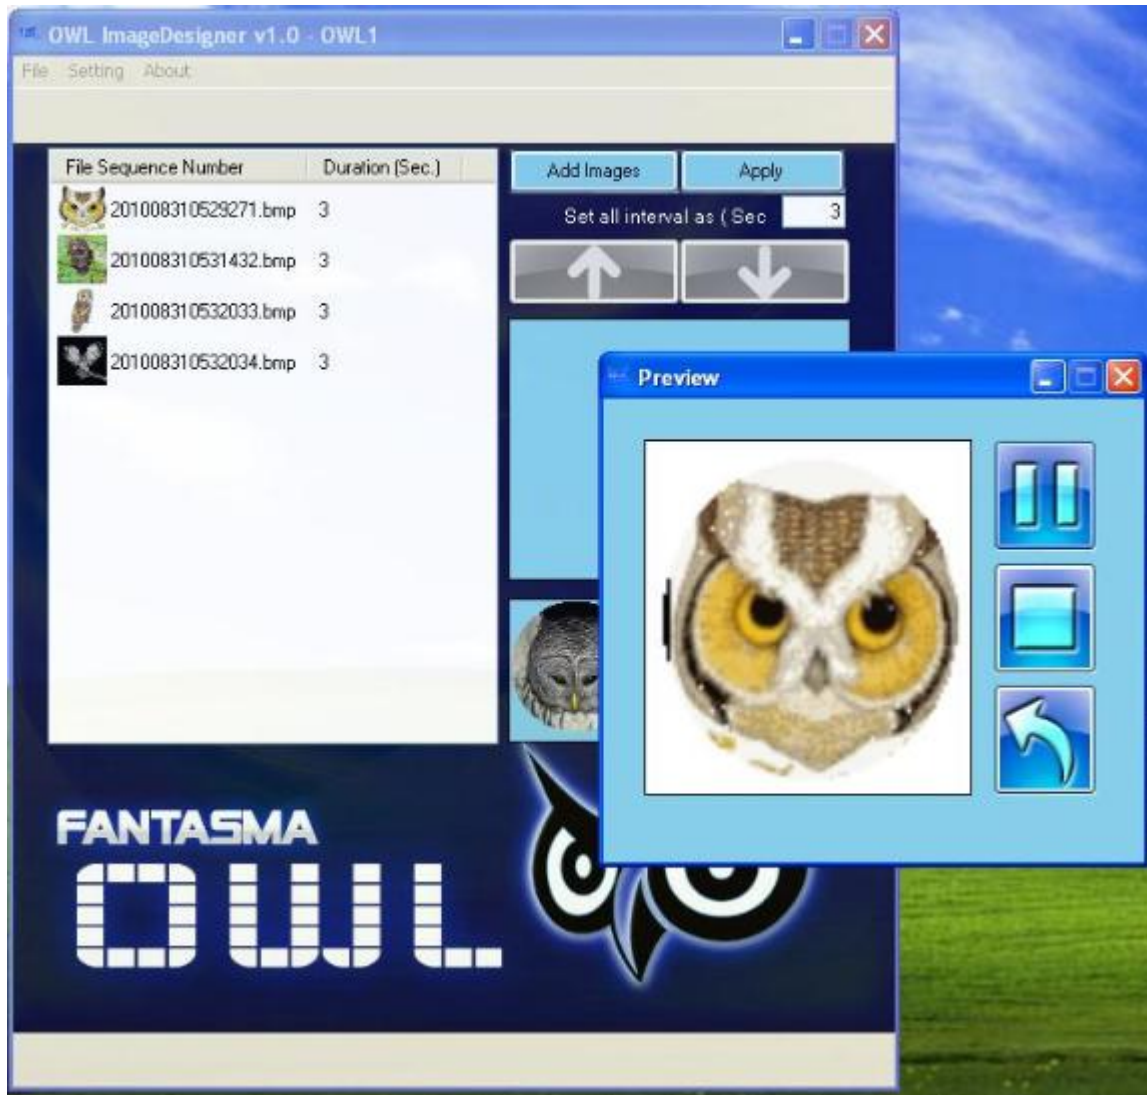 OWL ImageDesigner v1.0 - OWL1
File Setting About
File Sequence Number Duration (Sec.)
201008310529271.bmp 3
201008310531432.bmp 3
201008310532033.bmp 3
201008310532034.bmp 3
Add Images Apply
Set all interval as ( Sec 3
Preview
FANTASMA
OWL